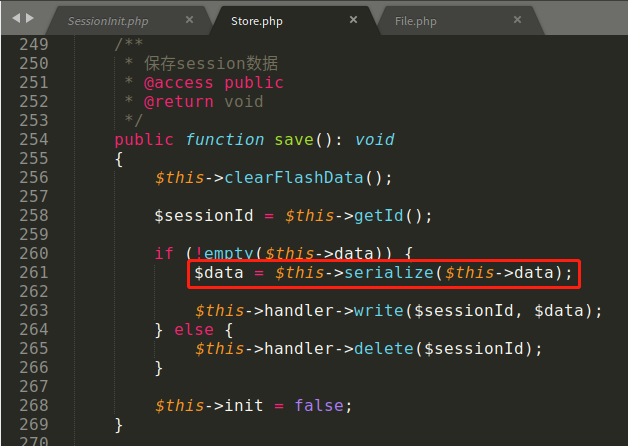 SessionInit.php × Store.php × File.php ×
249 /**
250 * 保存session数据
251 * @access public
252 * @return void
253 */
254 public function save(): void
255 {
256 $this->clearFlashData();
257
258 $sessionId = $this->getId();
259
260 if (!empty($this->data)) {
261 $data = $this->serialize($this->data);
262
263 $this->handler->write($sessionId, $data);
264 } else {
265 $this->handler->delete($sessionId);
266 }
267
268 $this->init = false;
269 }
270